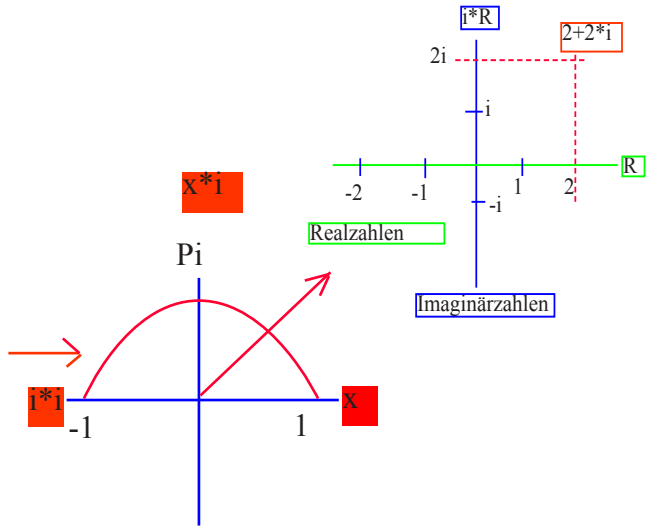 i*R
2+2*i
2i
i
R
-2
-1
1
2
-i
x*i
Realzahlen
Pi
Imaginärzahlen
i*i
x
-1
1